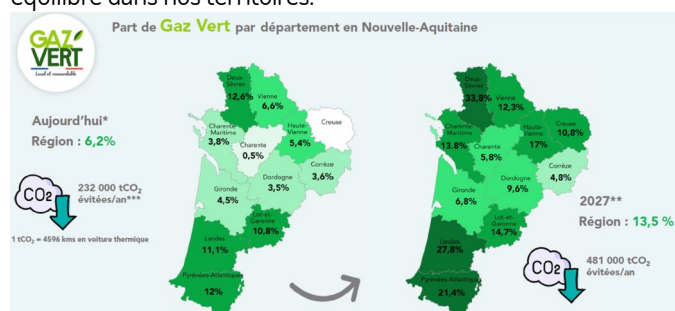 équilibre dans nos territoires.
GAZ
VERT
Local et renouvelable
Part de Gaz Vert par département en Nouvelle-Aquitaine
Aujourd'hui*
Région : 6,2%
CO2
232 000 tCO₂
évitées/an***
1 tCO₂ = 4596 kms en voiture thermique
Deux-
Sèvres
12,6%
Vienne
6,6%
Charente-
Maritime
3,8%
Charente
0,5%
Haute-
Vienne
5,4%
Creuse
Corrèze
3,6%
Dordogne
3,5%
Gironde
4,5%
Lot-et-
Garonne
10,8%
Landes
11,1%
Pyrénées-Atlantiques
12%
Deux-
Sèvres
33,8%
Vienne
12,3%
Charente-
Maritime
13.8%
Charente
5,8%
Haute-
Vienne
17%
Creuse
10,8%
Corrèze
4,8%
Dordogne
9,6%
Gironde
6,8%
Lot-et-
Garonne
14,7%
Landes
27,8%
Pyrénées-Atlantiques
21,4%
2027**
Région : 13,5 %
CO2
481 000 tCO₂
évitées/an